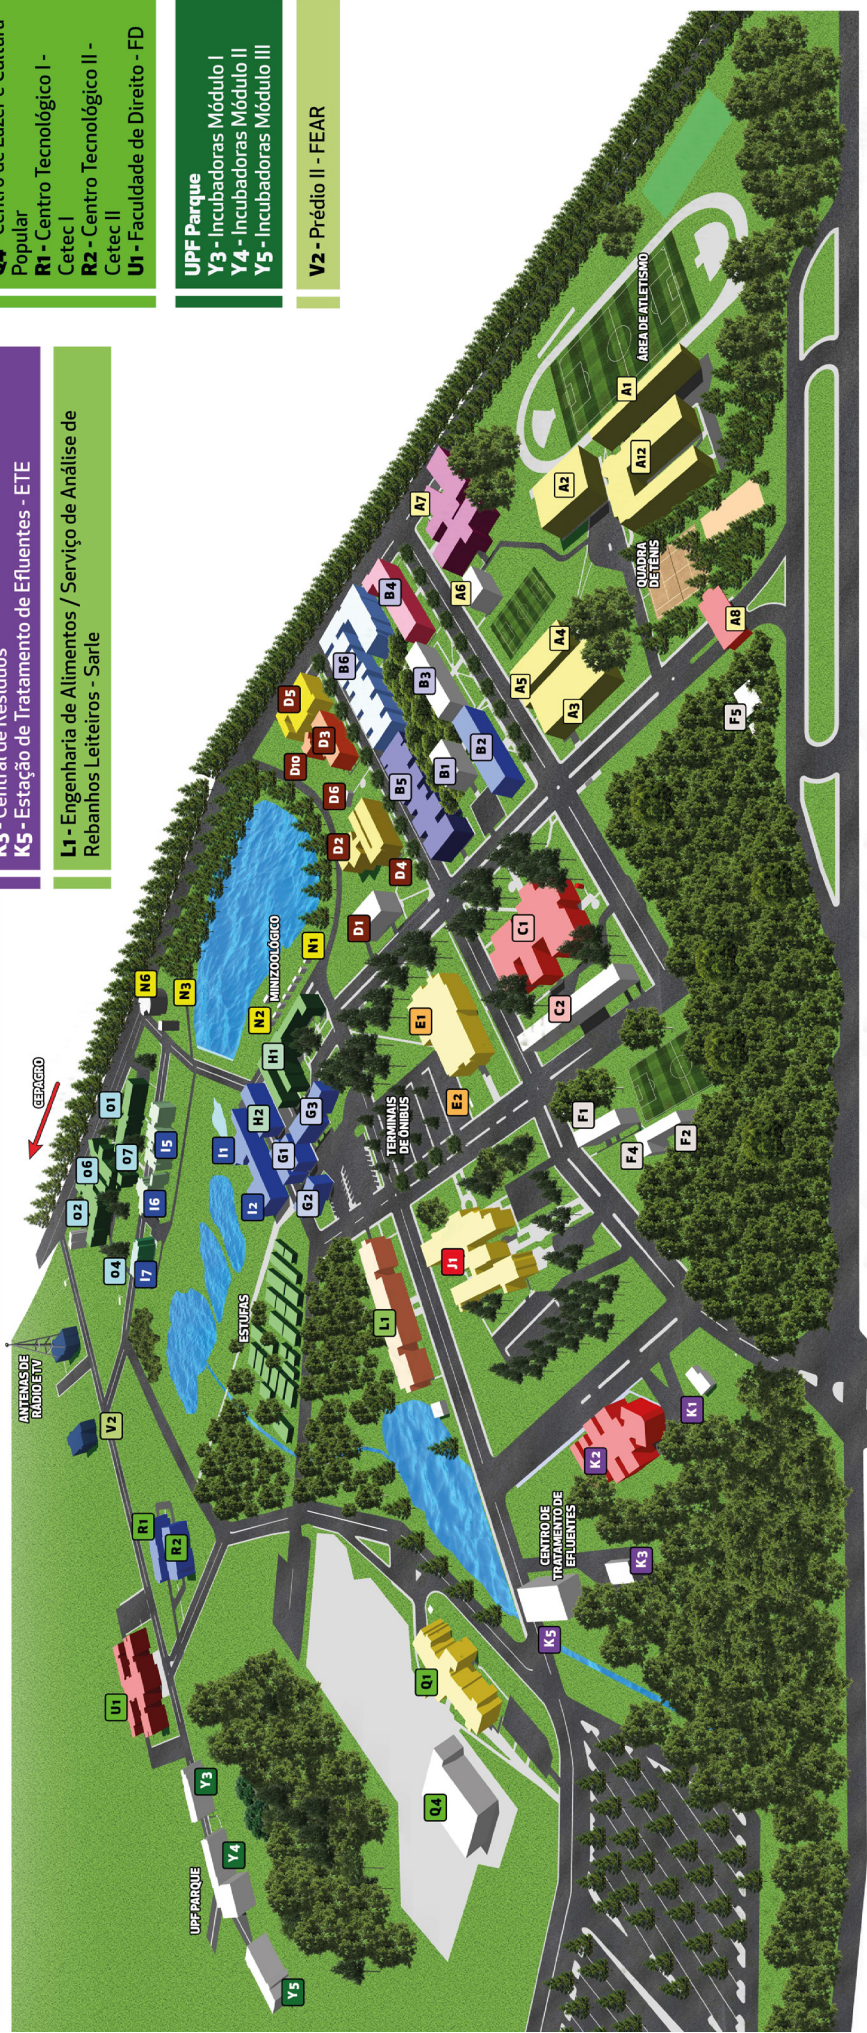 K3 - Central de Resíduos
K5 - Estação de Tratamento de Efluentes - ETE
L1 - Engenharia de Alimentos / Serviço de Análise de
Rebanhos Leiteiros - Sarle
Q4 - Centro de Lazer e Cultura
Popular
R1 - Centro Tecnológico I -
Cetec I
R2 - Centro Tecnológico II -
Cetec II
U1 - Faculdade de Direito - FD
UPF Parque
Y3 - Incubadoras Módulo I
Y4 - Incubadoras Módulo II
Y5 - Incubadoras Módulo III
V2 - Prédio II - FEAR
ANTENAS DE
RÁDIO E TV
CEPAGRO
V2
O2
O6
O1
O4
O7
I7
I6
I5
N6
N3
U1
R1
R2
Y3
Y4
UPF PARQUE
Y5
ESTUFAS
I1
I2
H2
G1
H1
G2
G3
N2
MINIZOOLÓGICO
N1
D5
D10
D3
D6
D2
D1
D4
B6
B4
B5
B3
B1
B2
A7
A6
TERMINAIS
DE ÔNIBUS
L1
E1
E2
J1
Q1
Q4
C1
C2
A5
A4
A3
A2
A1
A12
ÁREA DE ATLETISMO
QUADRA
DE TÊNIS
A8
F5
F1
F4
F2
K5
CENTRO DE
TRATAMENTO DE
EFLUENTES
K2
K3
K1